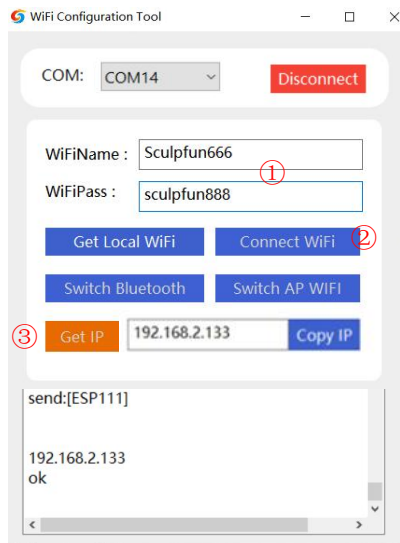 WiFi Configuration Tool
COM: COM14 Disconnect
WiFiName : Sculpfun666
①
WiFiPass : sculpfun888
Get Local WiFi Connect WiFi ②
Switch Bluetooth Switch AP WIFI
③ Get IP 192.168.2.133 Copy IP
send:[ESP111]
192.168.2.133
ok